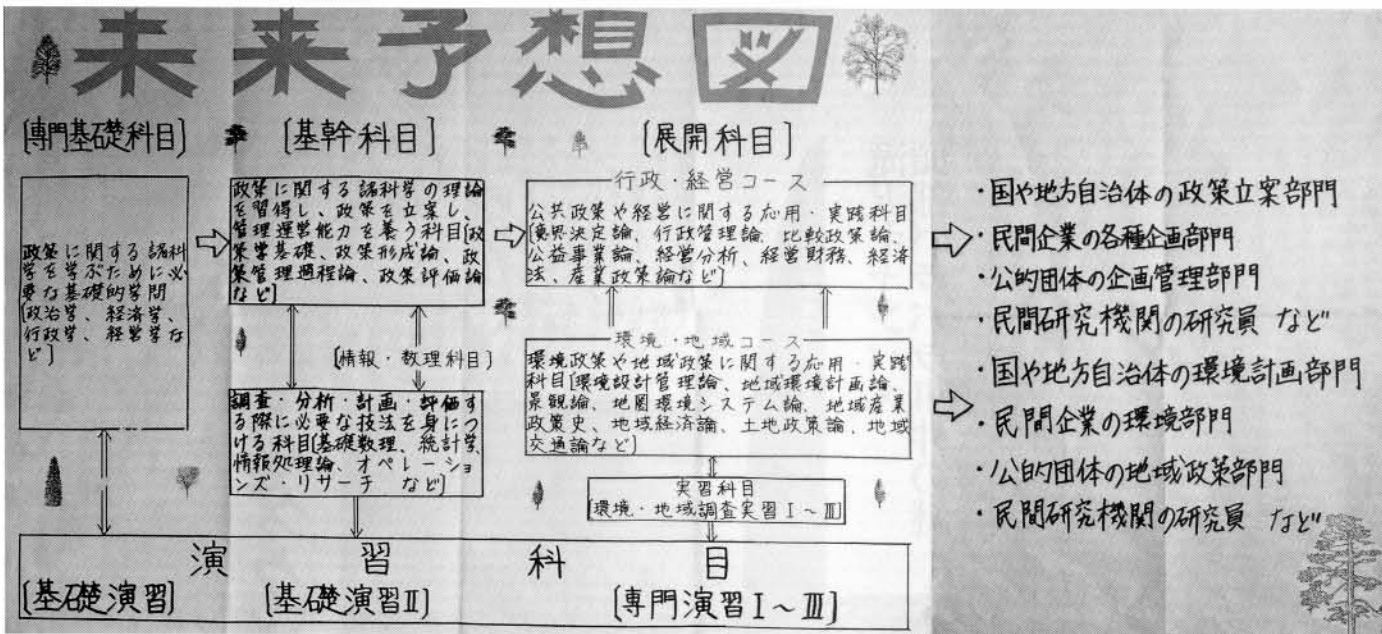 未来予想図
[専門基礎科目]
[基幹科目]
[展開科目]
政策に関する諸科
学を学ぶために必
要な基礎的学問
[政治学、経済学、
行政学、経営学な
ど]
政策に関する諸科学の理論
を習得し、政策を立案し、
管理運営能力を養う科目[政
策学基礎、政策形成論、政
策管理過程論、政策評価論
など]
[情報・数理科目]
調査・分析・計画・評価す
る際に必要な技法を身につ
ける科目[基礎数理、統計学、
情報処理論、オペレーショ
ンズ・リサーチ など]
行政・経営コース
公共政策や経営に関する応用・実践科目
決定論、行政管理論、比較政策論、
公益事業論、経営分析、経営財務、経済
法、産業政策論など]
環境・地域コース
環境政策や地域政策に関する応用・実践
科目[環境設計管理論、地域環境計画論、
景観論、地圏環境システム論、地域産業
政策史、地域経済論、土地政策論、地域
交通論など]
実習科目
[環境・地域調査実習Ⅰ〜Ⅲ]
・国や地方自治体の政策立案部門
・民間企業の各種企画部門
・公的団体の企画管理部門
・民間研究機関の研究員 など
・国や地方自治体の環境計画部門
・民間企業の環境部門
・公的団体の地域政策部門
・民間研究機関の研究員 など
演習科目
[基礎演習]
[基礎演習Ⅱ]
[専門演習Ⅰ〜Ⅲ]